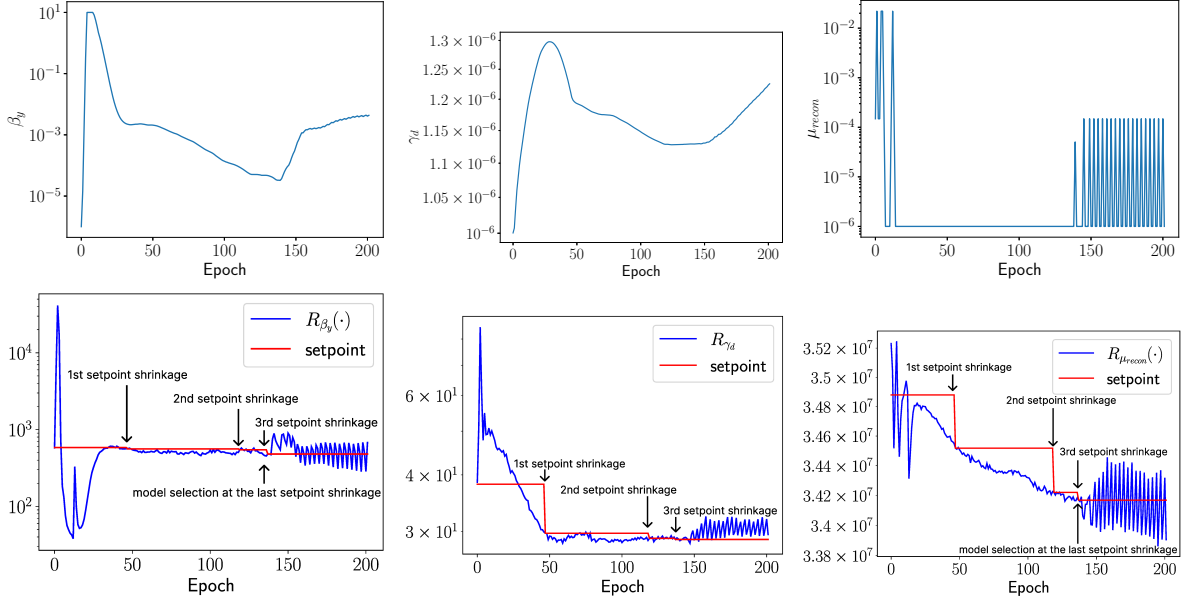 10^1
10^{-1}
10^{-3}
10^{-5}
β_y
0 50 100 150 200
Epoch
1.3 × 10^{-6}
1.25 × 10^{-6}
1.2 × 10^{-6}
1.15 × 10^{-6}
1.1 × 10^{-6}
1.05 × 10^{-6}
10^{-6}
γ_d
0 50 100 150 200
Epoch
10^{-2}
10^{-3}
10^{-4}
10^{-5}
10^{-6}
μ_{recon}
0 50 100 150 200
Epoch
10^4
10^3
10^2
R_{β_y}(·)
setpoint
1st setpoint shrinkage
2nd setpoint shrinkage
3rd setpoint shrinkage
model selection at the last setpoint shrinkage
0 50 100 150 200
Epoch
6 × 10^1
4 × 10^1
3 × 10^1
R_{γ_d}
setpoint
1st setpoint shrinkage
2nd setpoint shrinkage
3rd setpoint shrinkage
0 50 100 150 200
Epoch
3.52 × 10^7
3.5 × 10^7
3.48 × 10^7
3.46 × 10^7
3.44 × 10^7
3.42 × 10^7
3.4 × 10^7
3.38 × 10^7
R_{μ_{recon}}(·)
setpoint
1st setpoint shrinkage
2nd setpoint shrinkage
3rd setpoint shrinkage
model selection at the last setpoint shrinkage
0 50 100 150 200
Epoch